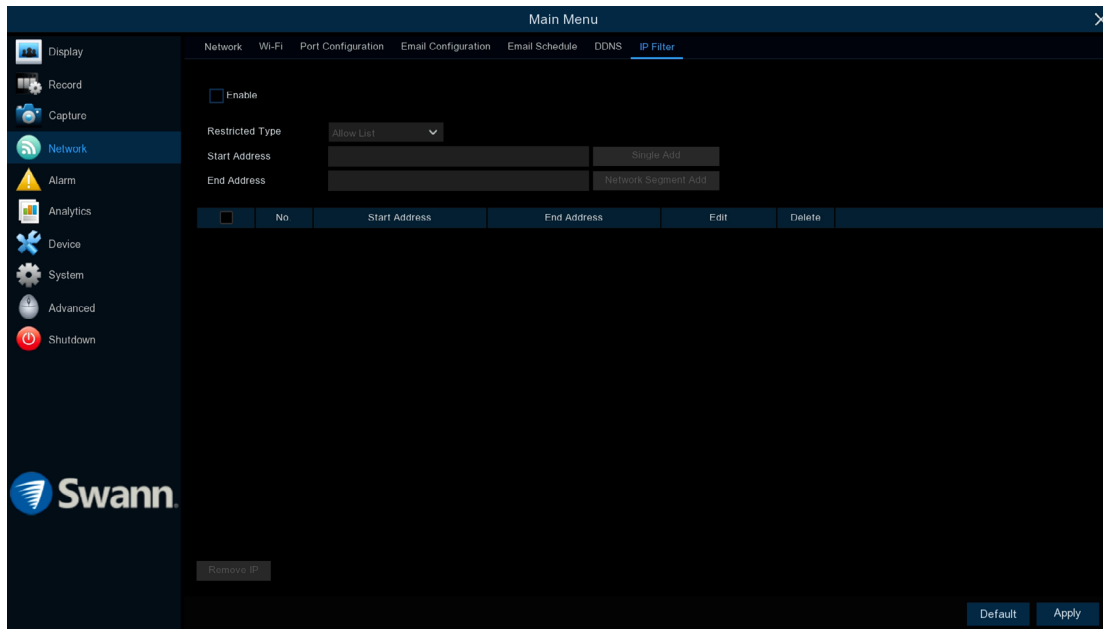 Main Menu
Display
Record
Capture
Network
Alarm
Analytics
Device
System
Advanced
Shutdown
Swann
Network Wi-Fi Port Configuration Email Configuration Email Schedule DDNS IP Filter
Enable
Restricted Type Allow List
Start Address Single Add
End Address Network Segment Add
No Start Address End Address Edit Delete
Remove IP
Default Apply